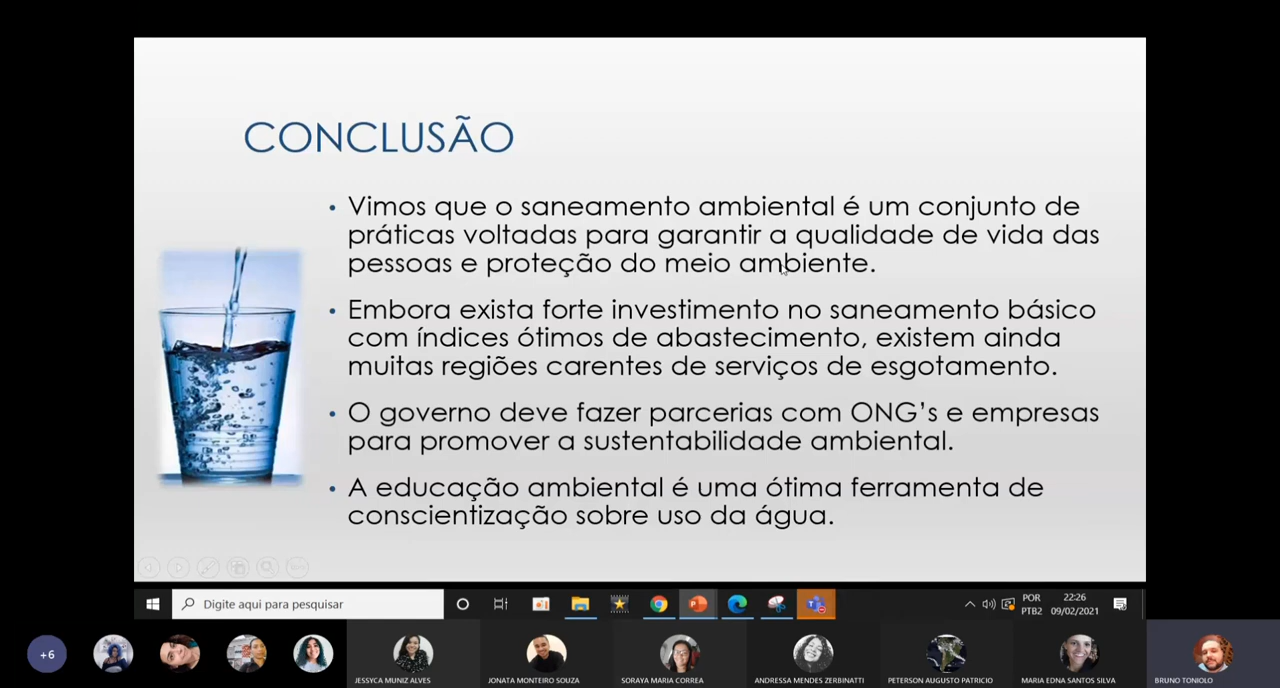 CONCLUSÃO
• Vimos que o saneamento ambiental é um conjunto de
práticas voltadas para garantir a qualidade de vida das
pessoas e proteção do meio ambiente.
• Embora exista forte investimento no saneamento básico
com índices ótimos de abastecimento, existem ainda
muitas regiões carentes de serviços de esgotamento.
• O governo deve fazer parcerias com ONG's e empresas
para promover a sustentabilidade ambiental.
• A educação ambiental é uma ótima ferramenta de
conscientização sobre uso da água.
Digite aqui para pesquisar
POR
PTB2
22:26
09/02/2021
+6
JESSYCA MUNIZ ALVES
JONATA MONTEIRO SOUZA
SORAYA MARIA CORREA
ANDRESSA MENDES ZERBINATTI
PETERSON AUGUSTO PATRICIO
MARIA EDNA SANTOS SILVA
BRUNO TONIOLO